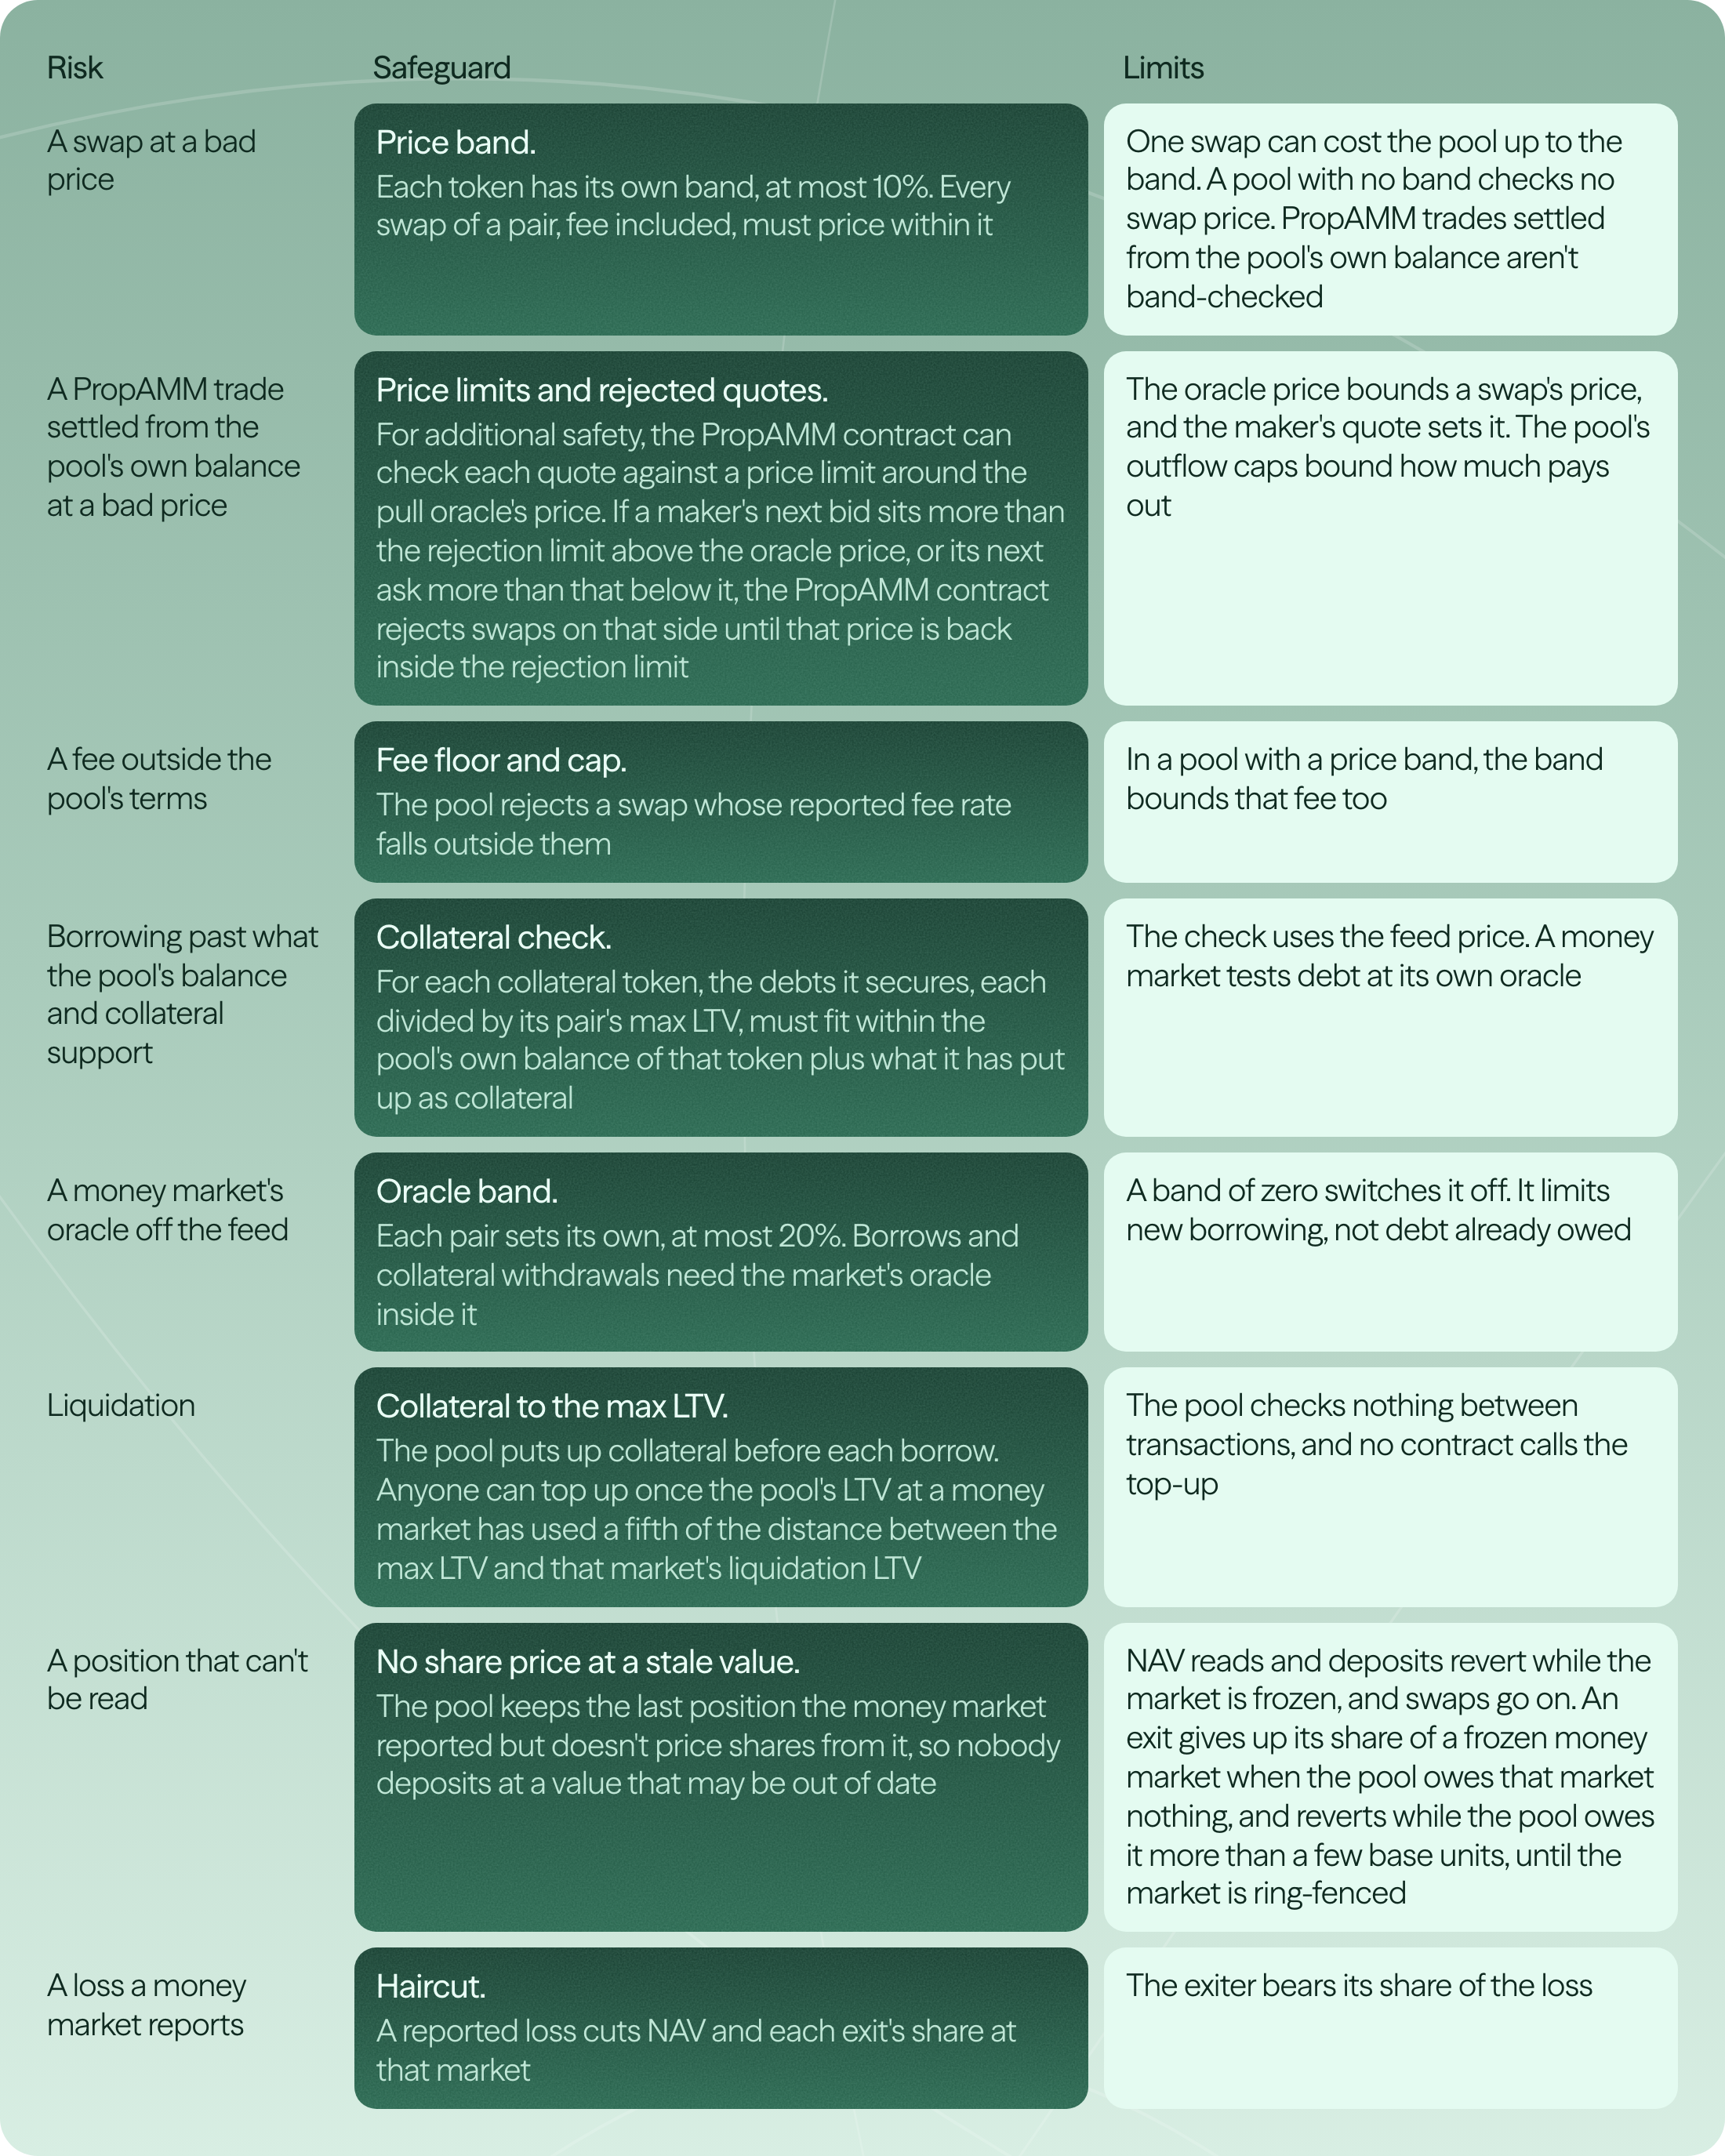 Risk
Safeguard
Limits
A swap at a bad
price
Price band.
Each token has its own band, at most 10%. Every
swap of a pair, fee included, must price within it
One swap can cost the pool up to the
band. A pool with no band checks no
swap price. PropAMM trades settled
from the pool's own balance aren't
band-checked
A PropAMM trade
settled from the
pool's own balance
at a bad price
Price limits and rejected quotes.
For additional safety, the PropAMM contract can
check each quote against a price limit around the
pull oracle's price. If a maker's next bid sits more than
the rejection limit above the oracle price, or its next
ask more than that below it, the PropAMM contract
rejects swaps on that side until that price is back
inside the rejection limit
The oracle price bounds a swap's price,
and the maker's quote sets it. The pool's
outflow caps bound how much pays
out
A fee outside the
pool's terms
Fee floor and cap.
The pool rejects a swap whose reported fee rate
falls outside them
In a pool with a price band, the band
bounds that fee too
Borrowing past what
the pool's balance
and collateral
support
Collateral check.
For each collateral token, the debts it secures, each
divided by its pair's max LTV, must fit within the
pool's own balance of that token plus what it has put
up as collateral
The check uses the feed price. A money
market tests debt at its own oracle
A money market's
oracle off the feed
Oracle band.
Each pair sets its own, at most 20%. Borrows and
collateral withdrawals need the market's oracle
inside it
A band of zero switches it off. It limits
new borrowing, not debt already owed
Liquidation
Collateral to the max LTV.
The pool puts up collateral before each borrow.
Anyone can top up once the pool's LTV at a money
market has used a fifth of the distance between the
max LTV and that market's liquidation LTV
The pool checks nothing between
transactions, and no contract calls the
top-up
A position that can't
be read
No share price at a stale value.
The pool keeps the last position the money market
reported but doesn't price shares from it, so nobody
deposits at a value that may be out of date
NAV reads and deposits revert while the
market is frozen, and swaps go on. An
exit gives up its share of a frozen money
market when the pool owes that market
nothing, and reverts while the pool owes
it more than a few base units, until the
market is ring-fenced
A loss a money
market reports
Haircut.
A reported loss cuts NAV and each exit's share at
that market
The exiter bears its share of the loss